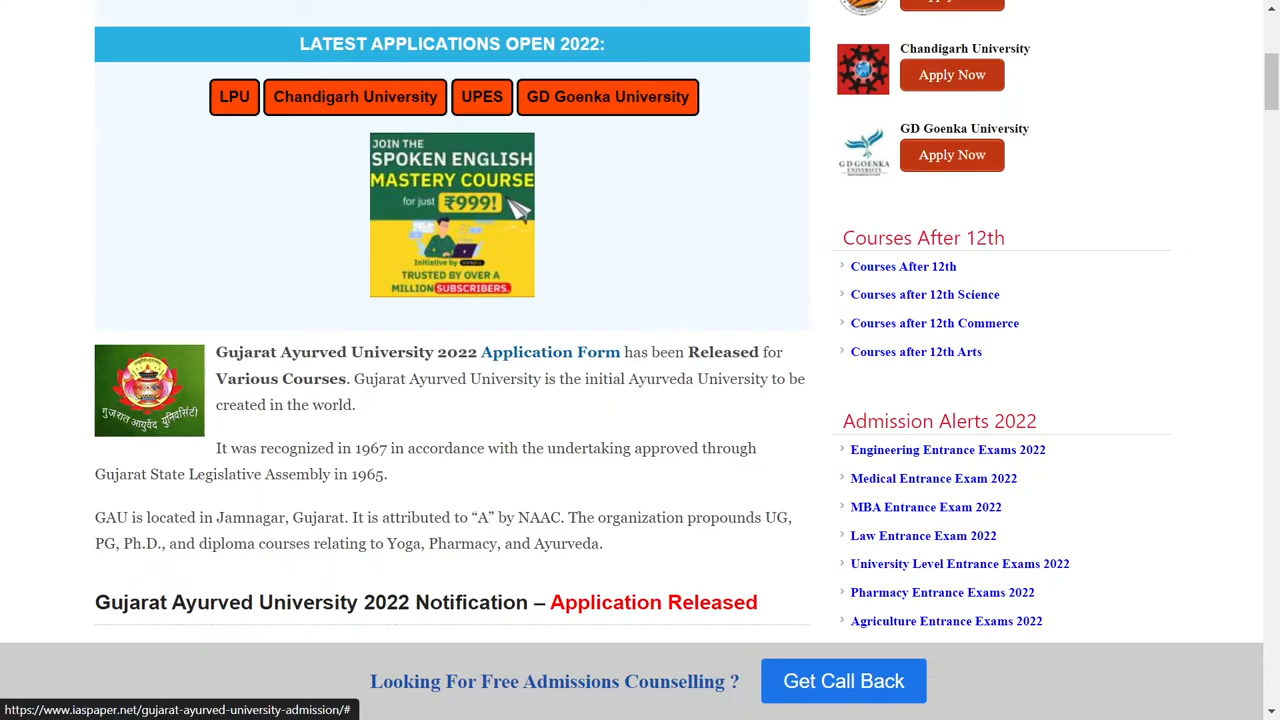 LATEST APPLICATIONS OPEN 2022:
LPU
Chandigarh University
UPES
GD Goenka University
JOIN THE
SPOKEN ENGLISH
MASTERY COURSE
for just ₹999!
Initiative by
TRUSTED BY OVER A
MILLION SUBSCRIBERS.
गुजरात आयुर्वेद युनिवर्सिटी
Gujarat Ayurved University 2022 Application Form has been Released for
Various Courses. Gujarat Ayurved University is the initial Ayurveda University to be
created in the world.
It was recognized in 1967 in accordance with the undertaking approved through
Gujarat State Legislative Assembly in 1965.
GAU is located in Jamnagar, Gujarat. It is attributed to “A” by NAAC. The organization propounds UG,
PG, Ph.D., and diploma courses relating to Yoga, Pharmacy, and Ayurveda.
Gujarat Ayurved University 2022 Notification – Application Released
Chandigarh University
Apply Now
GD Goenka University
GD GOENKA
UNIVERSITY
Apply Now
Courses After 12th
Courses After 12th
Courses after 12th Science
Courses after 12th Commerce
Courses after 12th Arts
Admission Alerts 2022
Engineering Entrance Exams 2022
Medical Entrance Exam 2022
MBA Entrance Exam 2022
Law Entrance Exam 2022
University Level Entrance Exams 2022
Pharmacy Entrance Exams 2022
Agriculture Entrance Exams 2022
Looking For Free Admissions Counselling ?
Get Call Back
https://www.iaspaper.net/gujarat-ayurved-university-admission/#